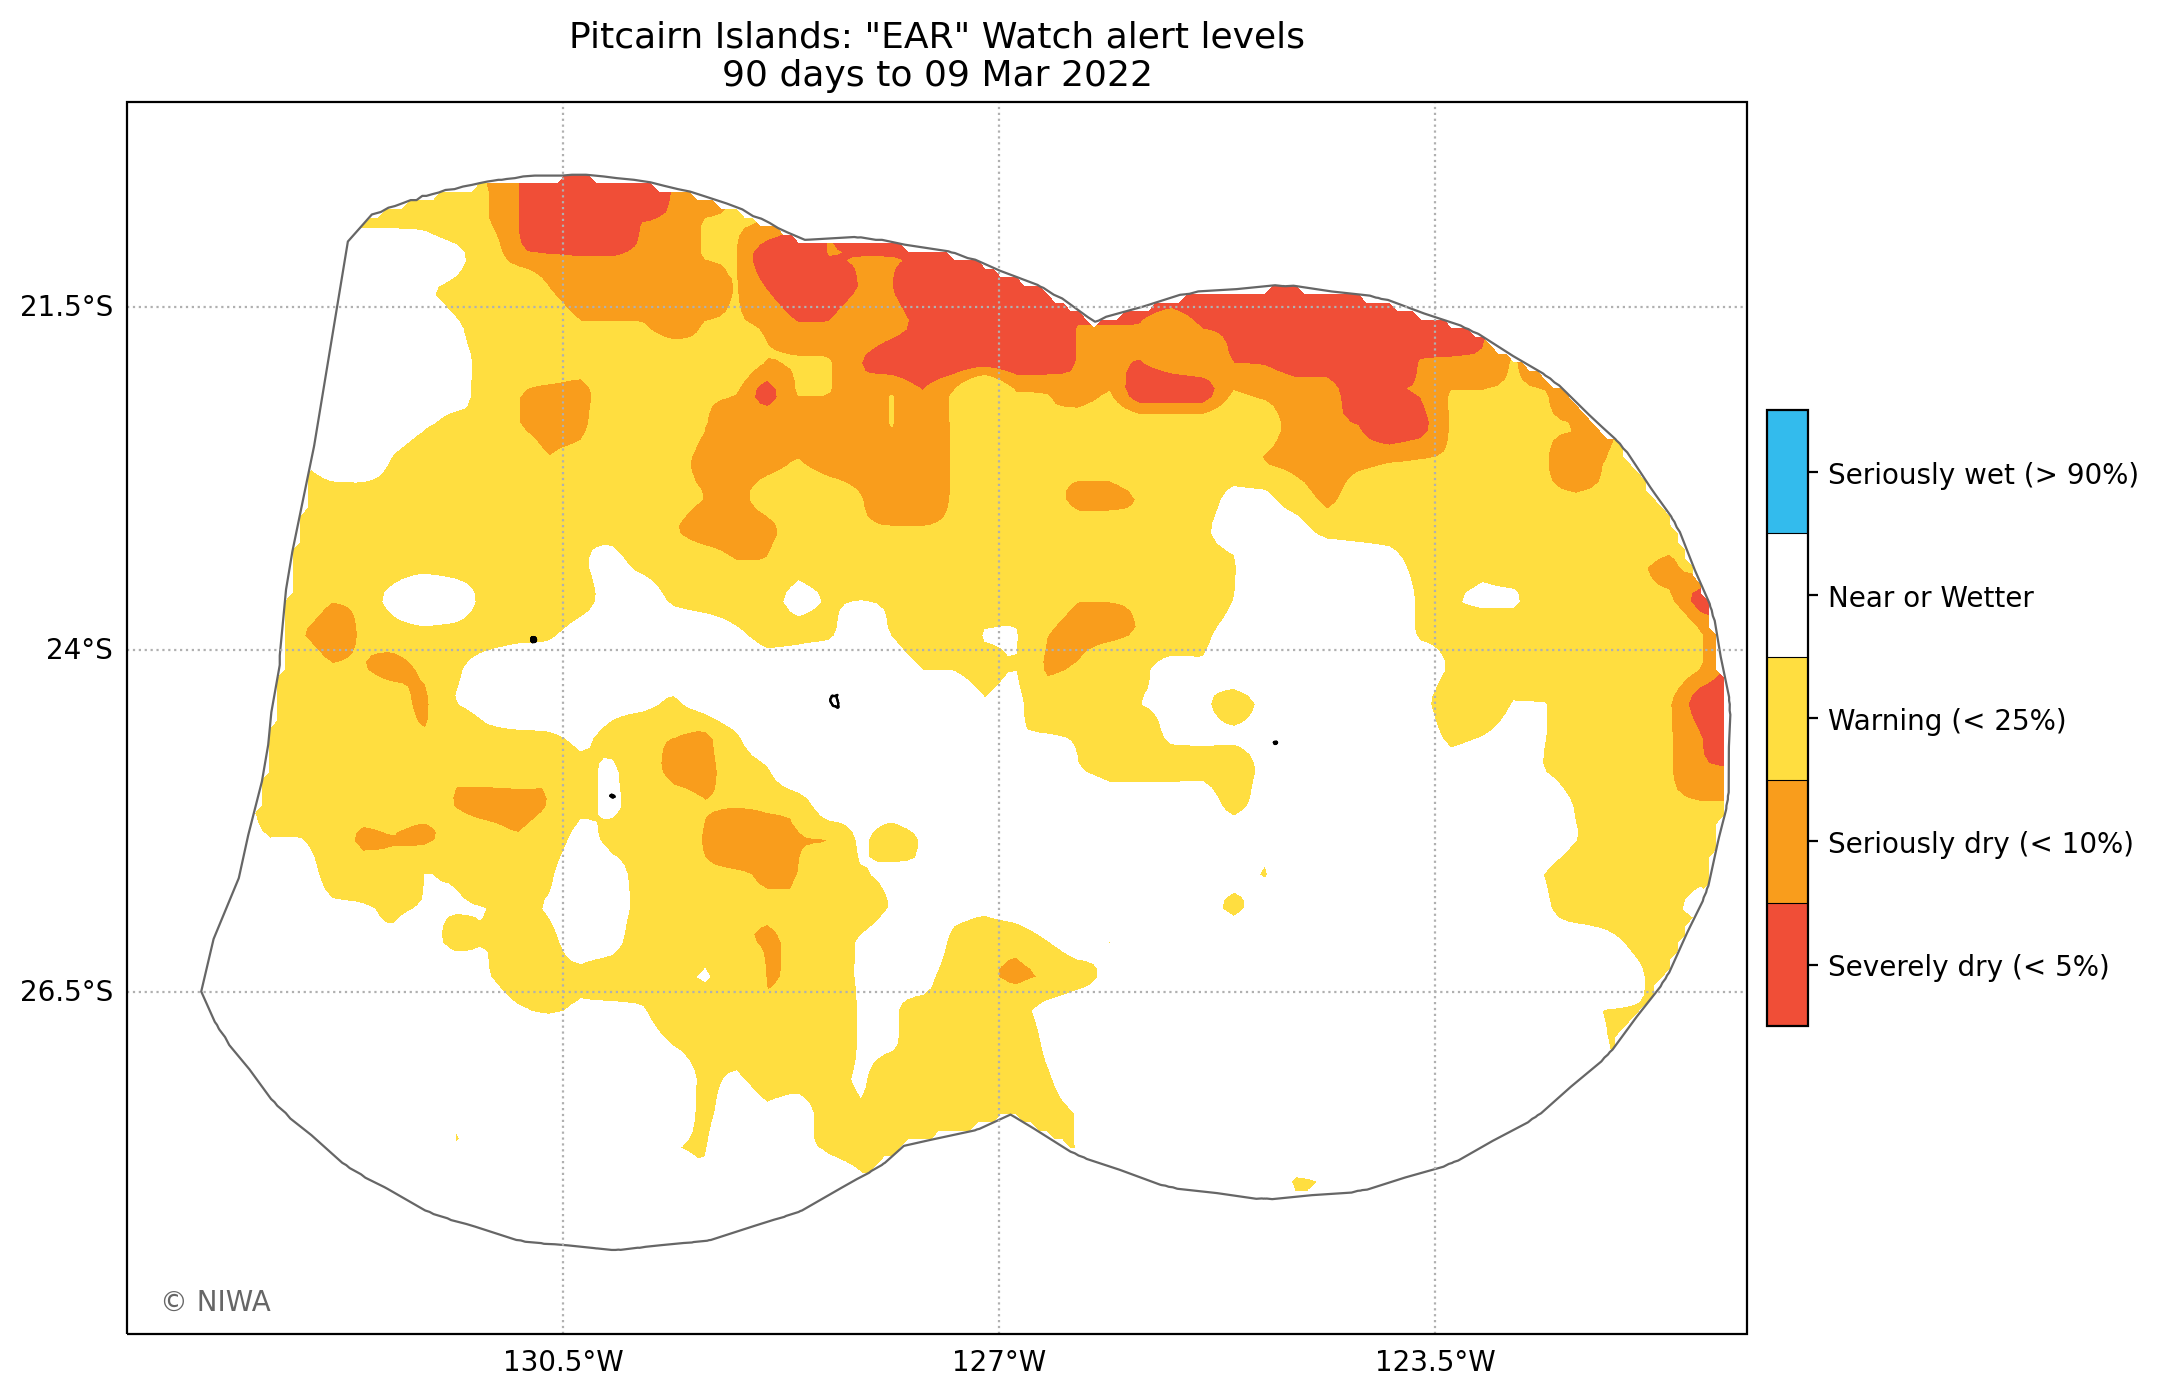 Pitcairn Islands: "EAR" Watch alert levels
90 days to 09 Mar 2022
21.5°S
24°S
26.5°S
130.5°W
127°W
123.5°W
Seriously wet (> 90%)
Near or Wetter
Warning (< 25%)
Seriously dry (< 10%)
Severely dry (< 5%)
© NIWA